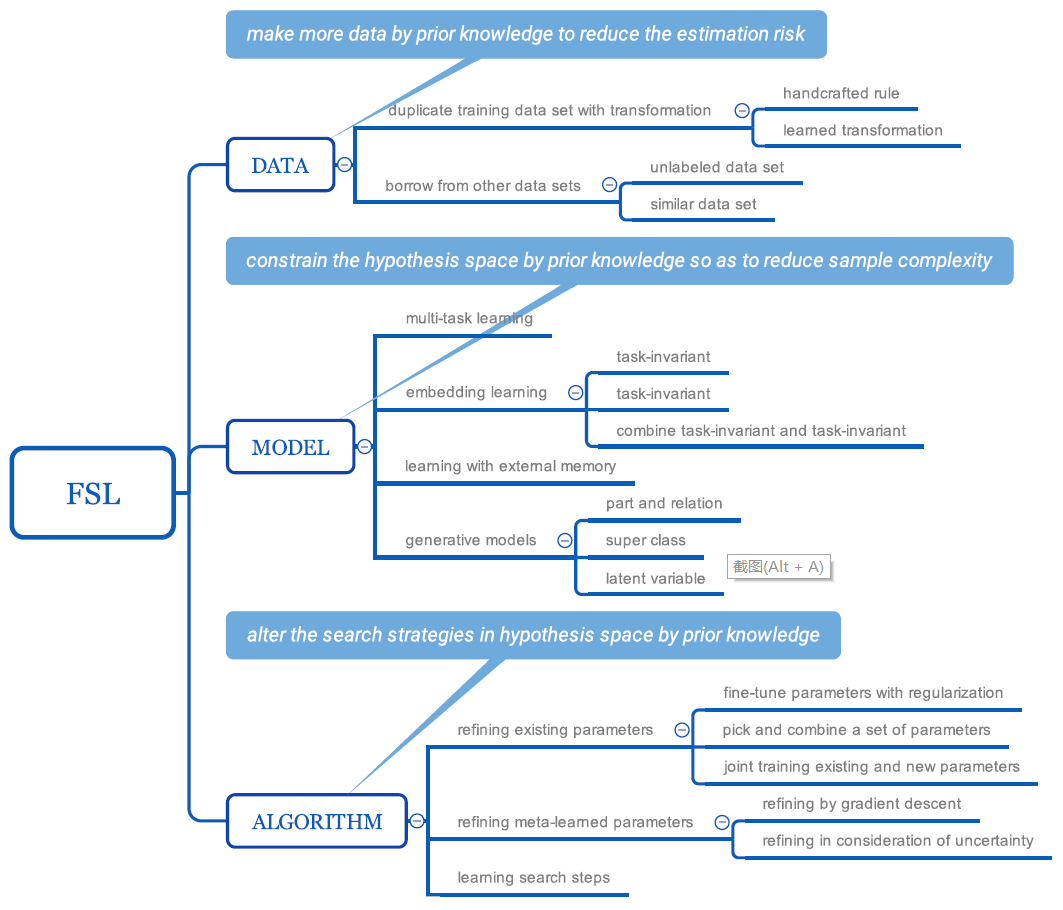 make more data by prior knowledge to reduce the estimation risk
duplicate training data set with transformation
handcrafted rule
learned transformation
DATA
borrow from other data sets
unlabeled data set
similar data set
constrain the hypothesis space by prior knowledge so as to reduce sample complexity
multi-task learning
embedding learning
task-invariant
task-invariant
combine task-invariant and task-invariant
MODEL
learning with external memory
FSL
generative models
part and relation
super class
latent variable
截图(Alt + A)
alter the search strategies in hypothesis space by prior knowledge
refining existing parameters
fine-tune parameters with regularization
pick and combine a set of parameters
joint training existing and new parameters
ALGORITHM
refining meta-learned parameters
refining by gradient descent
refining in consideration of uncertainty
learning search steps